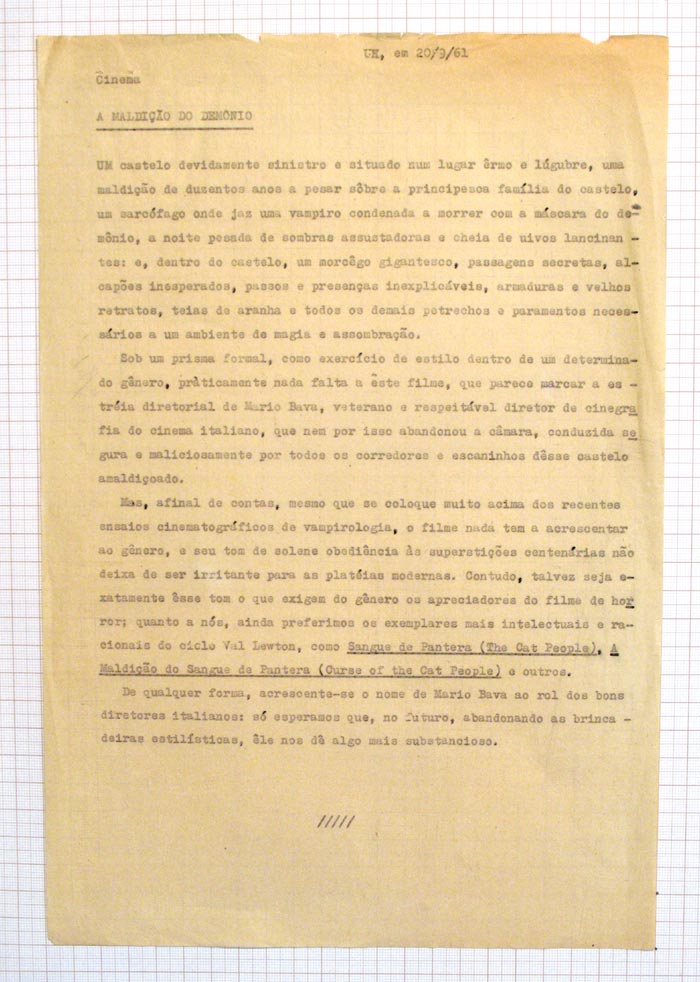 UH, em 20/9/61
Cinema
A MALDIÇÃO DO DEMÔNIO
UM castelo devidamente sinistro e situado num lugar êrmo e lúgubre, uma
maldição de duzentos anos a pesar sôbre a principesca família do castelo,
um sarcófago onde jaz uma vampiro condenada a morrer com a máscara do de-
mônio, a noite pesada de sombras assustadoras e cheia de uivos lancinan -
tes: e, dentro do castelo, um morcêgo gigantesco, passagens secretas, al-
capões inesperados, passos e presenças inexplicáveis, armaduras e velhos
retratos, teias de aranha e todos os demais petrechos e paramentos neces-
sários a um ambiente de magia e assombração.
Sob um prisma formal, como exercício de estilo dentro de um determina-
do gênero, pràticamente nada falta a êste filme, que parece marcar a es -
tréia diretorial de Mario Bava, veterano e respeitável diretor de cinegra
fia do cinema italiano, que nem por isso abandonou a câmara, conduzida se
gura e maliciosamente por todos os corredores e escaninhos dêsse castelo
amaldiçoado.
Mas, afinal de contas, mesmo que se coloque muito acima dos recentes
ensaios cinematográficos de vampirologia, o filme nada tem a acrescentar
ao gênero, e seu tom de solene obediência às superstições centenárias não
deixa de ser irritante para as platéias modernas. Contudo, talvez seja e-
xatamente êsse tom o que exigem do gênero os apreciadores do filme de hor
ror; quanto a nós, ainda preferimos os exemplares mais intelectuais e ra-
cionais do ciclo Val Lewton, como Sangue de Pantera (The Cat People), A
Maldição do Sangue de Pantera (Curse of the Cat People) e outros.
De qualquer forma, acrescente-se o nome de Mario Bava ao rol dos bons
diretores italianos: só esperamos que, no futuro, abandonando as brinca -
deiras estilísticas, êle nos dê algo mais substancioso.
/////